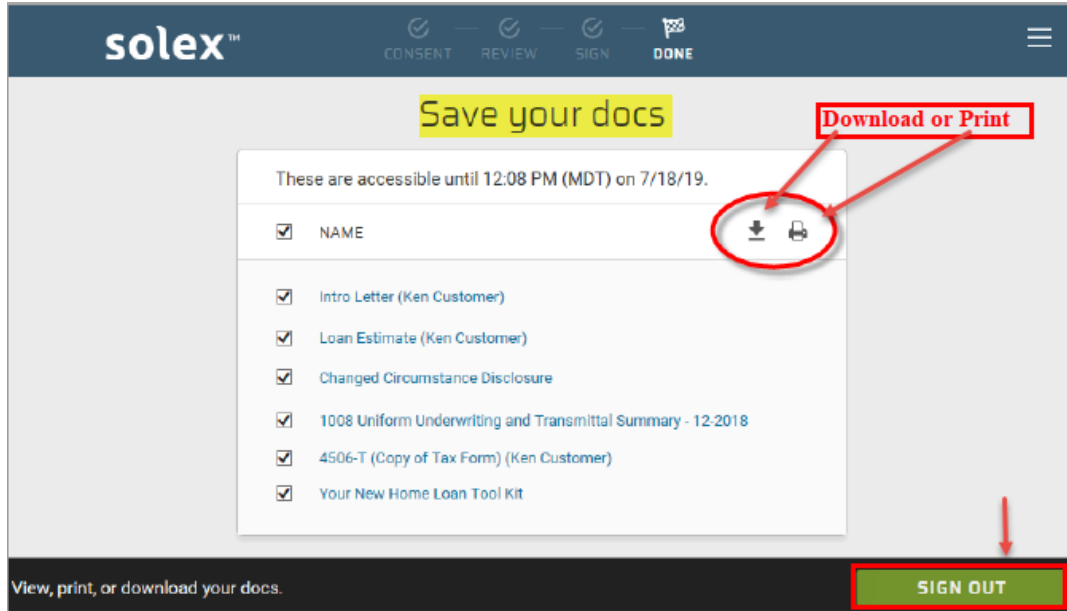 solex™
CONSENT REVIEW SIGN DONE
Save your docs
Download or Print
These are accessible until 12:08 PM (MDT) on 7/18/19.
NAME
Intro Letter (Ken Customer)
Loan Estimate (Ken Customer)
Changed Circumstance Disclosure
1008 Uniform Underwriting and Transmittal Summary - 12-2018
4506-T (Copy of Tax Form) (Ken Customer)
Your New Home Loan Tool Kit
View, print, or download your docs.
SIGN OUT